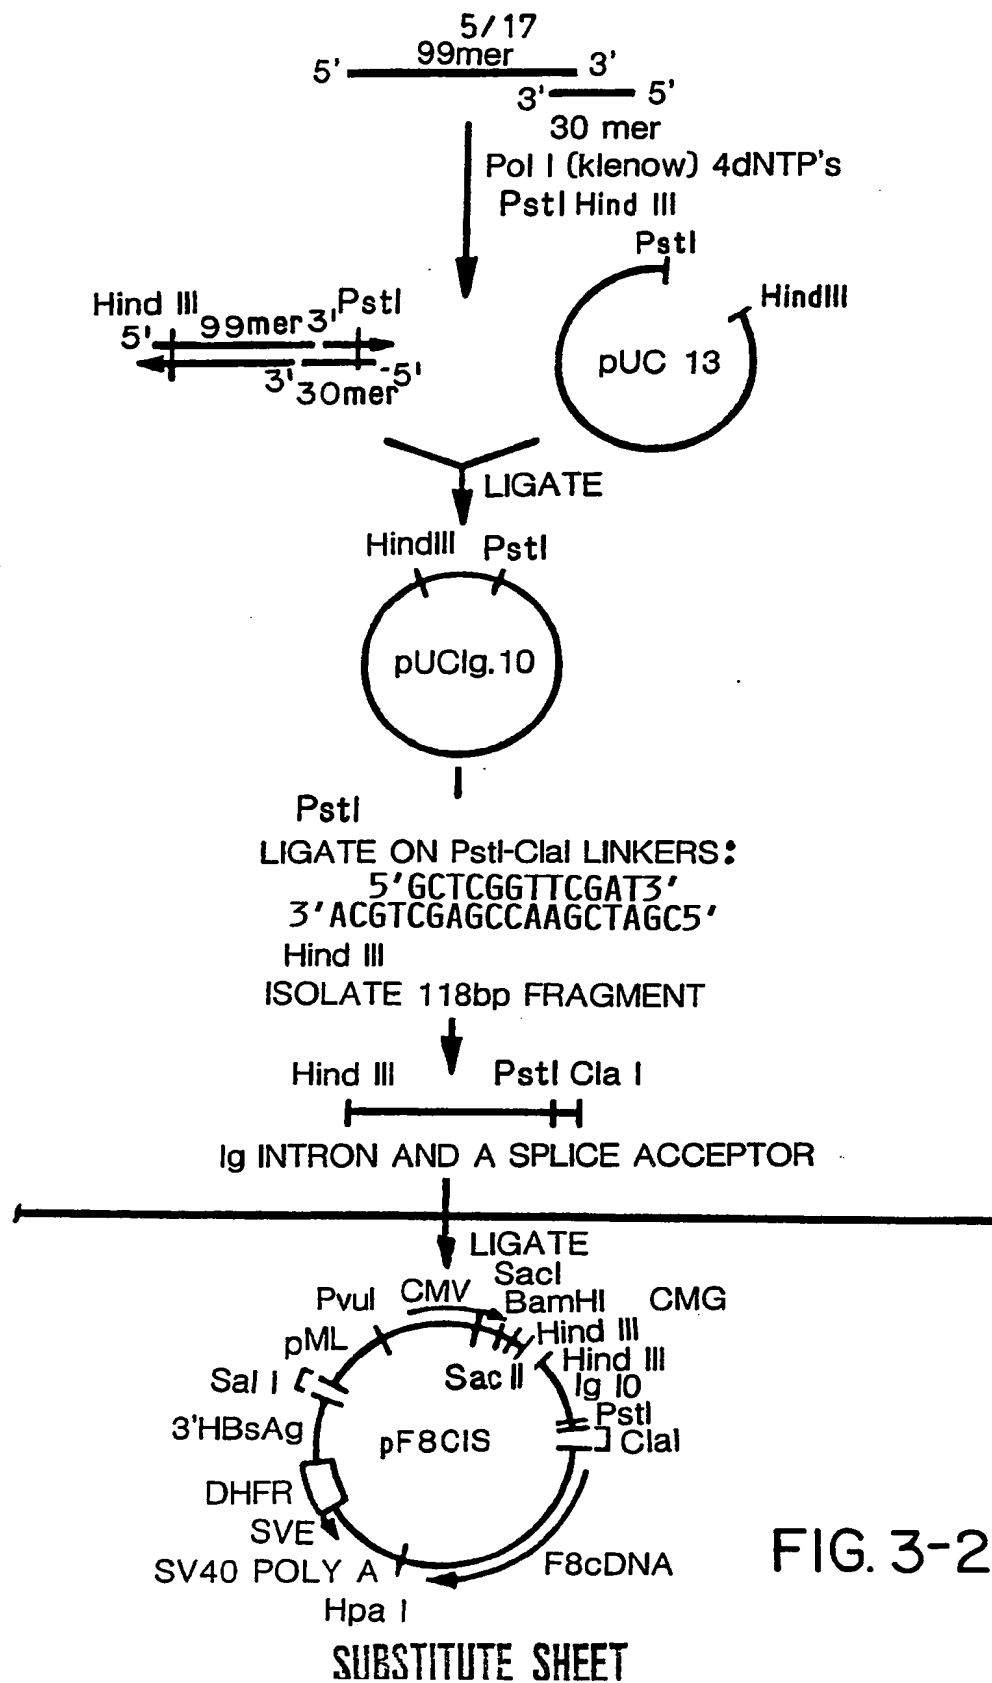 5/17
99mer
5' 3'
3' 5'
30 mer
Pol I (klenow) 4dNTP's
PstI Hind III
PstI
HindIII
pUC 13
Hind III PstI
5' 99mer 3'
3' 30mer -5'
LIGATE
HindIII PstI
pUCIg.10
PstI
LIGATE ON PstI-ClaI LINKERS:
5'GCTCGGTTCGAT3'
3'ACGTCGAGCCAAGCTAGC5'
Hind III
ISOLATE 118bp FRAGMENT
Hind III PstI Cla I
Ig INTRON AND A SPLICE ACCEPTOR
LIGATE
SacI
PvuI CMV BamHI CMG
pML Hind III
Sac II Hind III
Sal I Ig 10
PstI
3'HBsAg pF8CIS ClaI
DHFR
SVE
SV40 POLY A F8cDNA
Hpa I
FIG. 3-2
SUBSTITUTE SHEET